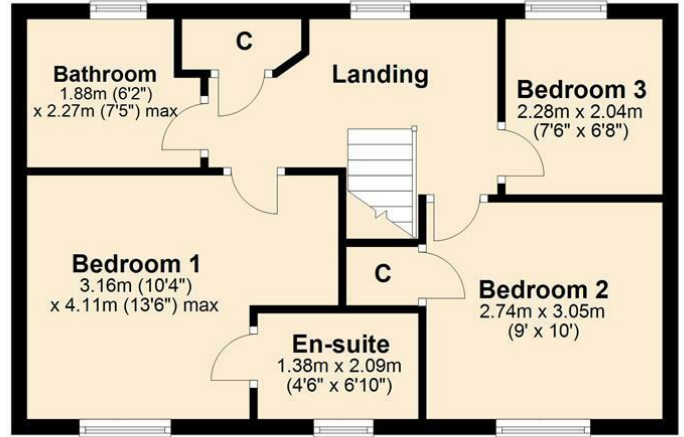 C
Bathroom
1.88m (6'2")
x 2.27m (7'5") max
Landing
Bedroom 3
2.28m x 2.04m
(7'6" x 6'8")
Bedroom 1
3.16m (10'4")
x 4.11m (13'6") max
C
Bedroom 2
2.74m x 3.05m
(9' x 10')
En-suite
1.38m x 2.09m
(4'6" x 6'10")